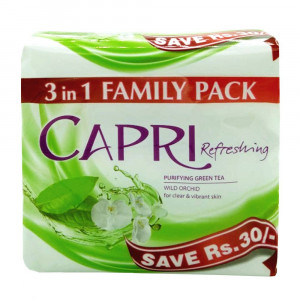 SAVE RS.30/-
3 in 1 FAMILY PACK
CAPRI Refreshing
PURIFYING GREEN TEA
WILD ORCHID
for clear & vibrant skin
SAVE Rs.30/-